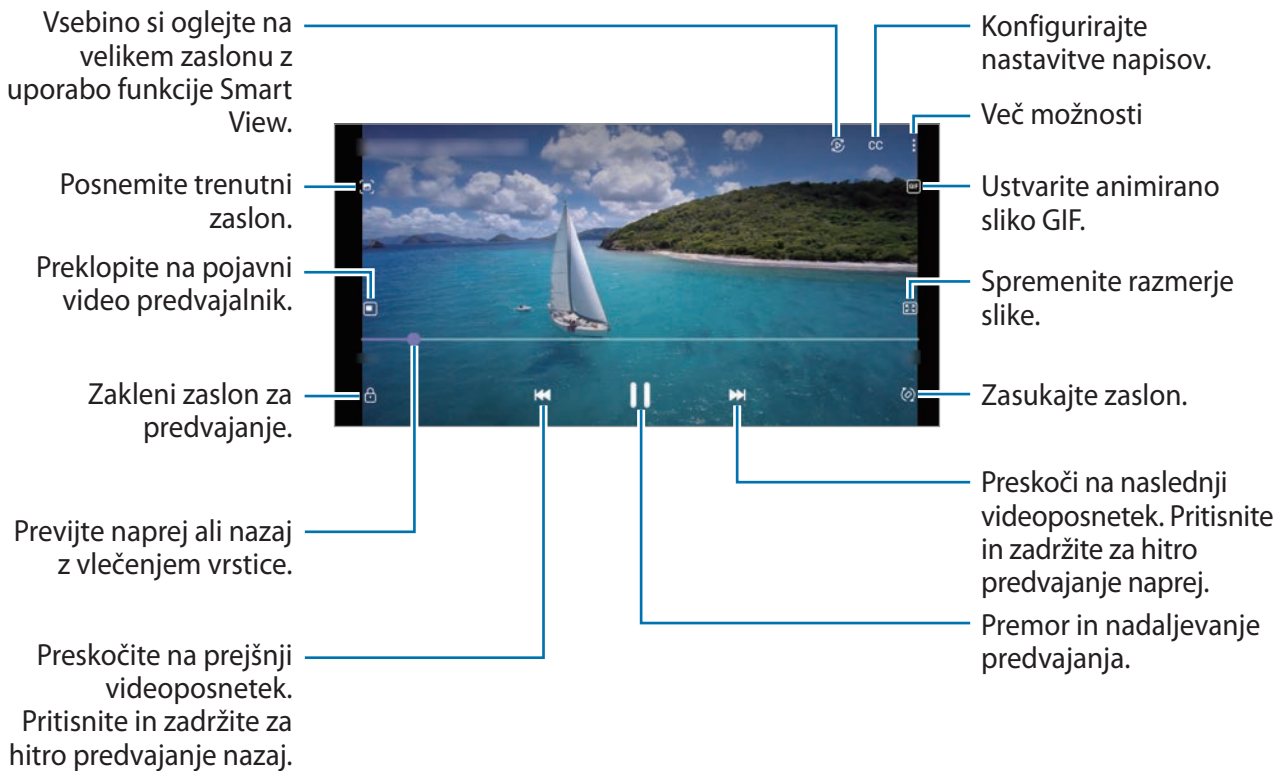 Vsebino si oglejte na
velikem zaslonu z
uporabo funkcije Smart
View.
Posnemite trenutni
zaslon.
Preklopite na pojavni
video predvajalnik.
Zakleni zaslon za
predvajanje.
Previjte naprej ali nazaj
z vlečenjem vrstice.
Preskočite na prejšnji
videoposnetek.
Pritisnite in zadržite za
hitro predvajanje nazaj.
CC
GIF
Konfigurirajte
nastavitve napisov.
Več možnosti
Ustvarite animirano
sliko GIF.
Spremenite razmerje
slike.
Zasukajte zaslon.
Preskoči na naslednji
videoposnetek. Pritisnite
in zadržite za hitro
predvajanje naprej.
Premor in nadaljevanje
predvajanja.